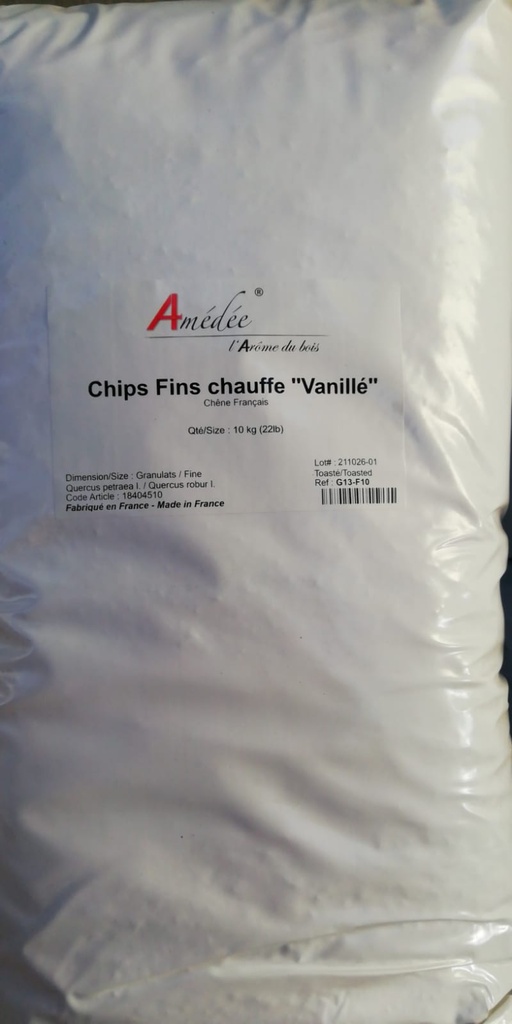 Amédée®
l'Arôme du bois
Chips Fins chauffe "Vanillé"
Chêne Français
Qté/Size : 10 kg (22lb)
Dimension/Size : Granulats / Fine
Quercus petraea l. / Quercus robur l.
Code Article : 18404510
Fabriqué en France - Made in France
Lot# : 211026-01
Toasté/Toasted
Ref : G13-F10